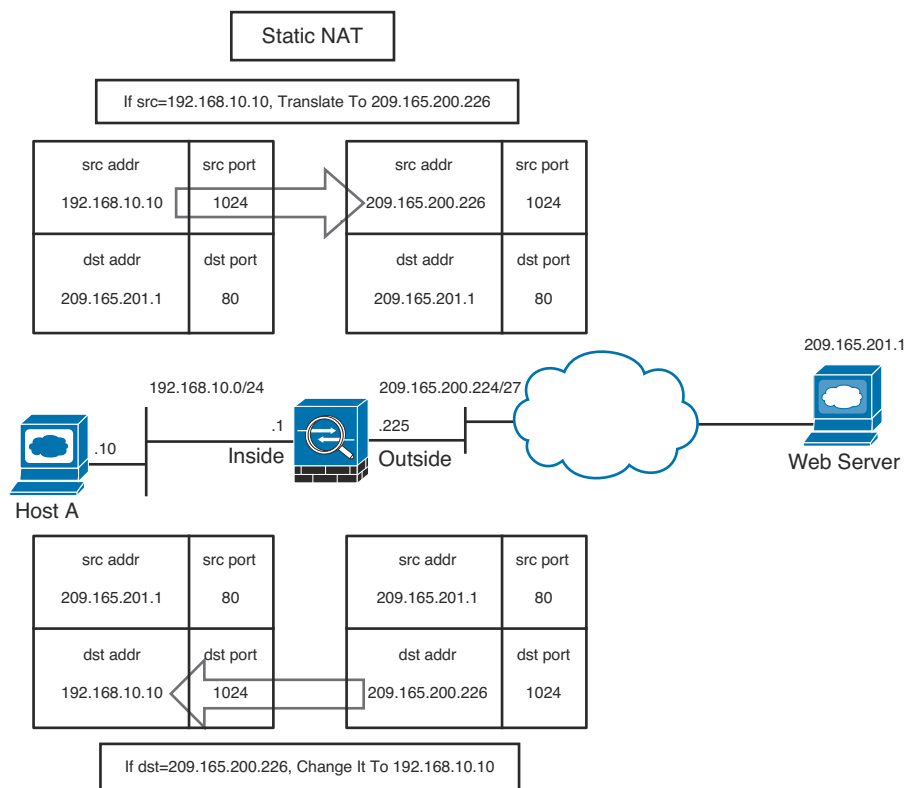 Static NAT
If src=192.168.10.10, Translate To 209.165.200.226
src addr
src port
src addr
src port
192.168.10.10
1024
209.165.200.226
1024
dst addr
dst port
dst addr
dst port
209.165.201.1
80
209.165.201.1
80
209.165.201.1
192.168.10.0/24
209.165.200.224/27
.10
.1
.225
Inside
Outside
Web Server
Host A
src addr
src port
src addr
src port
209.165.201.1
80
209.165.201.1
80
dst addr
dst port
dst addr
dst port
192.168.10.10
1024
209.165.200.226
1024
If dst=209.165.200.226, Change It To 192.168.10.10